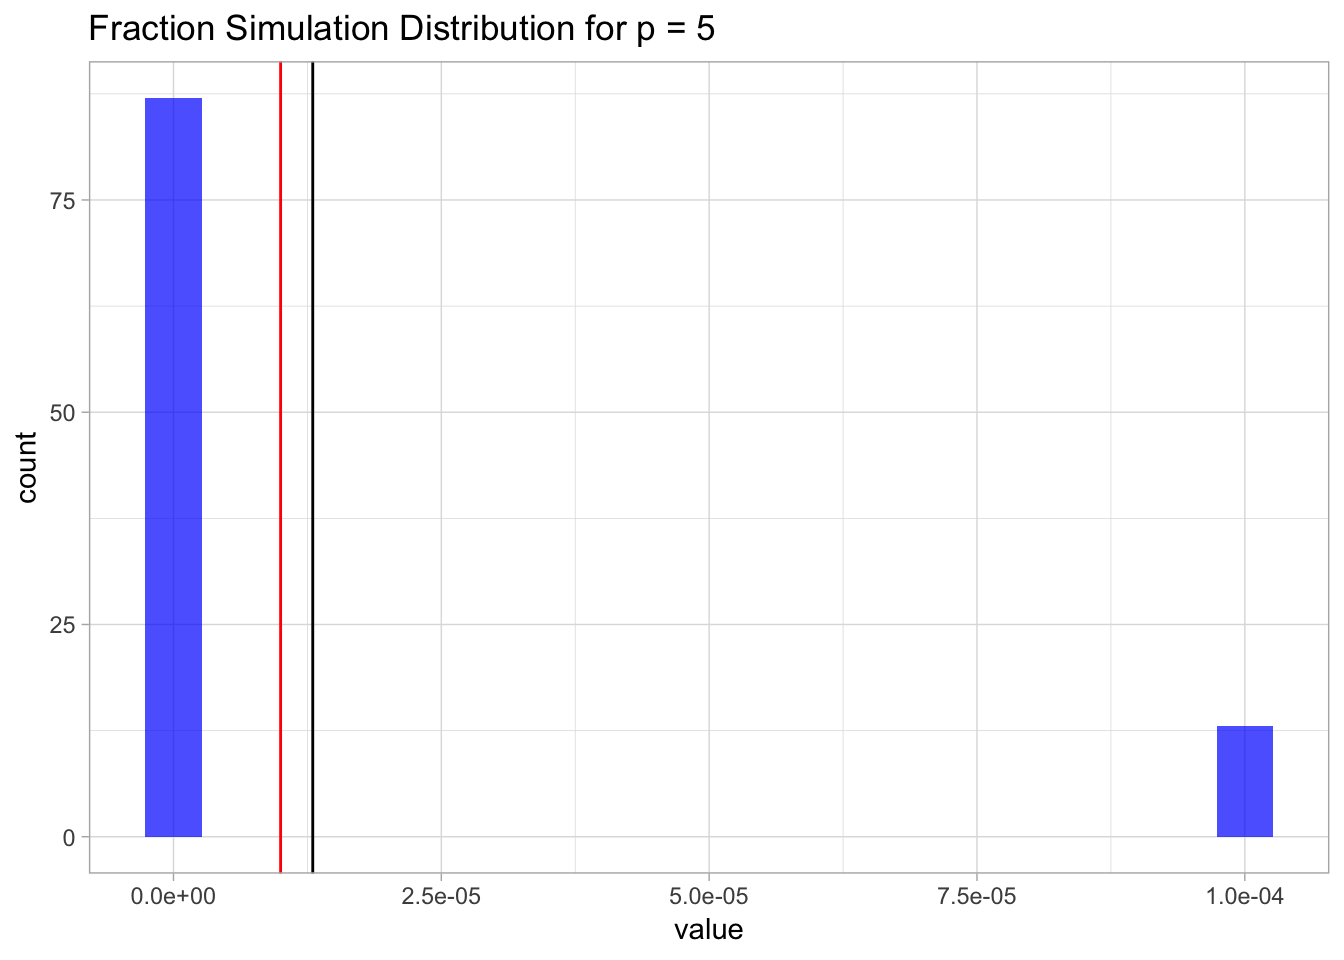 Fraction Simulation Distribution for p = 5
count
75
50
25
0
0.0e+00 2.5e-05 5.0e-05 7.5e-05 1.0e-04
value